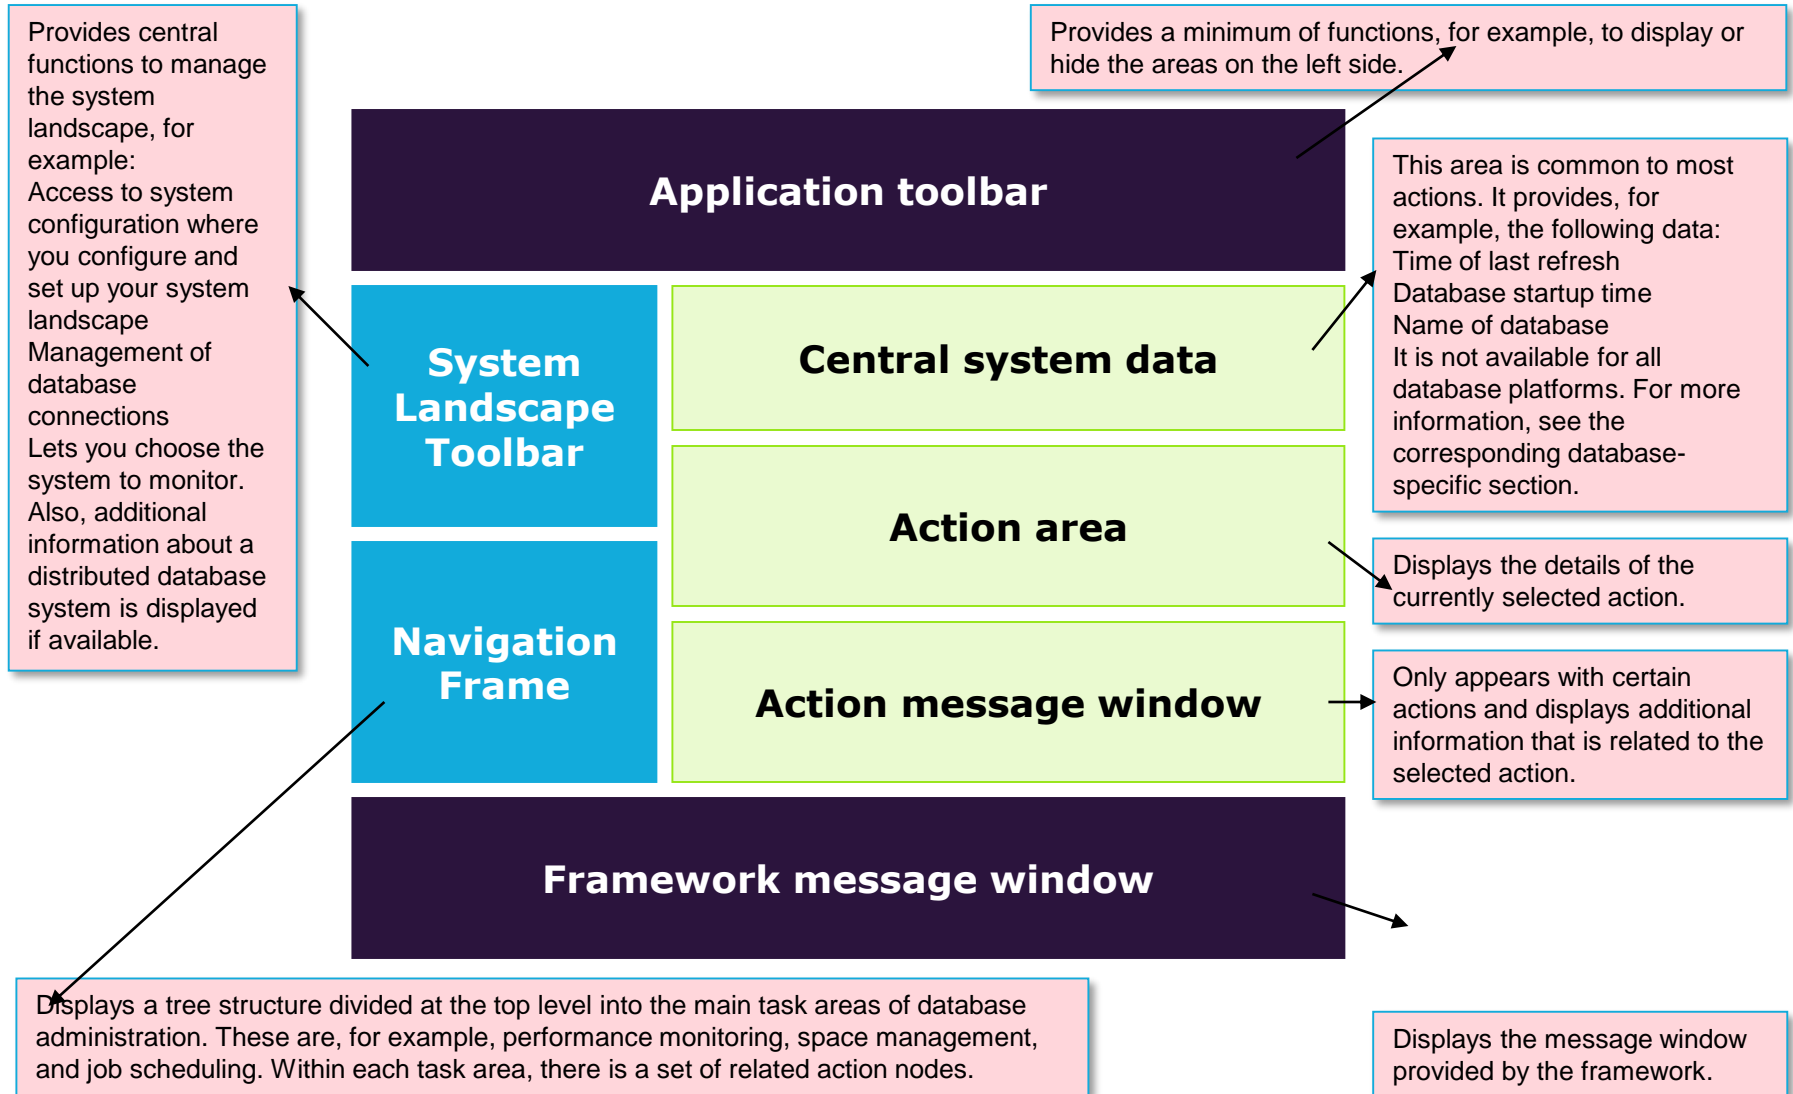 Provides central
functions to manage
the system
landscape, for
example:
Access to system
configuration where
you configure and
set up your system
landscape
Management of
database
connections
Lets you choose the
system to monitor.
Also, additional
information about a
distributed database
system is displayed
if available.
Provides a minimum of functions, for example, to display or
hide the areas on the left side.
Application toolbar
This area is common to most
actions. It provides, for
example, the following data:
Time of last refresh
Database startup time
Name of database
It is not available for all
database platforms. For more
information, see the
corresponding database-
specific section.
System
Landscape
Toolbar
Central system data
Action area
Displays the details of the
currently selected action.
Navigation
Frame
Action message window
Only appears with certain
actions and displays additional
information that is related to the
selected action.
Framework message window
Displays a tree structure divided at the top level into the main task areas of database
administration. These are, for example, performance monitoring, space management,
and job scheduling. Within each task area, there is a set of related action nodes.
Displays the message window
provided by the framework.